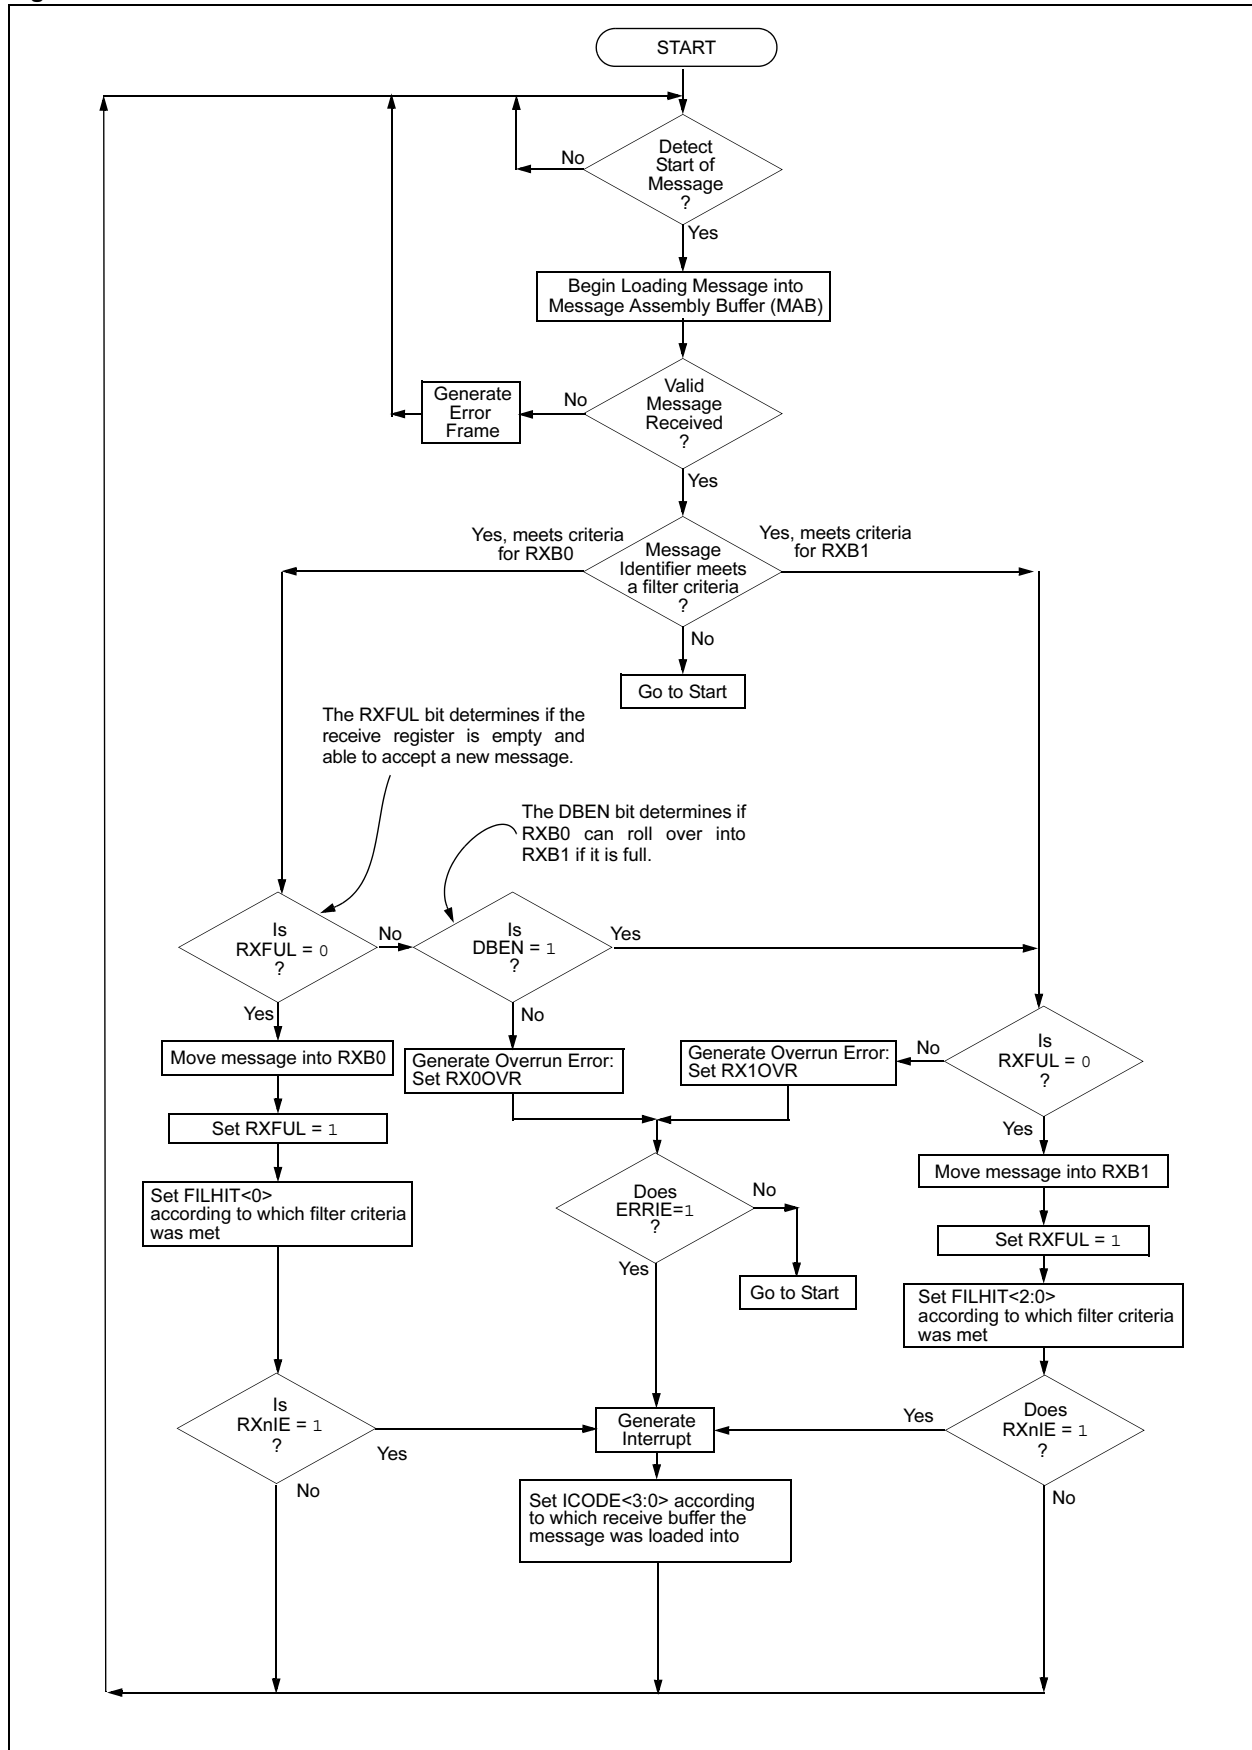 START
No
Detect
Start of
Message
?
Yes
Begin Loading Message into
Message Assembly Buffer (MAB)
Generate
Error
Frame
No
Valid
Message
Received
?
Yes
Yes, meets criteria
for RXB0
Message
Identifier meets
a filter criteria
?
Yes, meets criteria
for RXB1
No
Go to Start
The RXFUL bit determines if the
receive register is empty and
able to accept a new message.
The DBEN bit determines if
RXB0 can roll over into
RXB1 if it is full.
Is
RXFUL = 0
?
No
Is
DBEN = 1
?
Yes
Yes
No
Move message into RXB0
Generate Overrun Error:
Set RX0OVR
Generate Overrun Error:
Set RX1OVR
No
Is
RXFUL = 0
?
Set RXFUL = 1
Yes
Move message into RXB1
Set FILHIT<0>
according to which filter criteria
was met
Does
ERRIE=1
?
No
Yes
Go to Start
Set RXFUL = 1
Set FILHIT<2:0>
according to which filter criteria
was met
Is
RXnIE = 1
?
Yes
No
Generate
Interrupt
Yes
Does
RXnIE = 1
?
No
Set ICODE<3:0> according
to which receive buffer the
message was loaded into